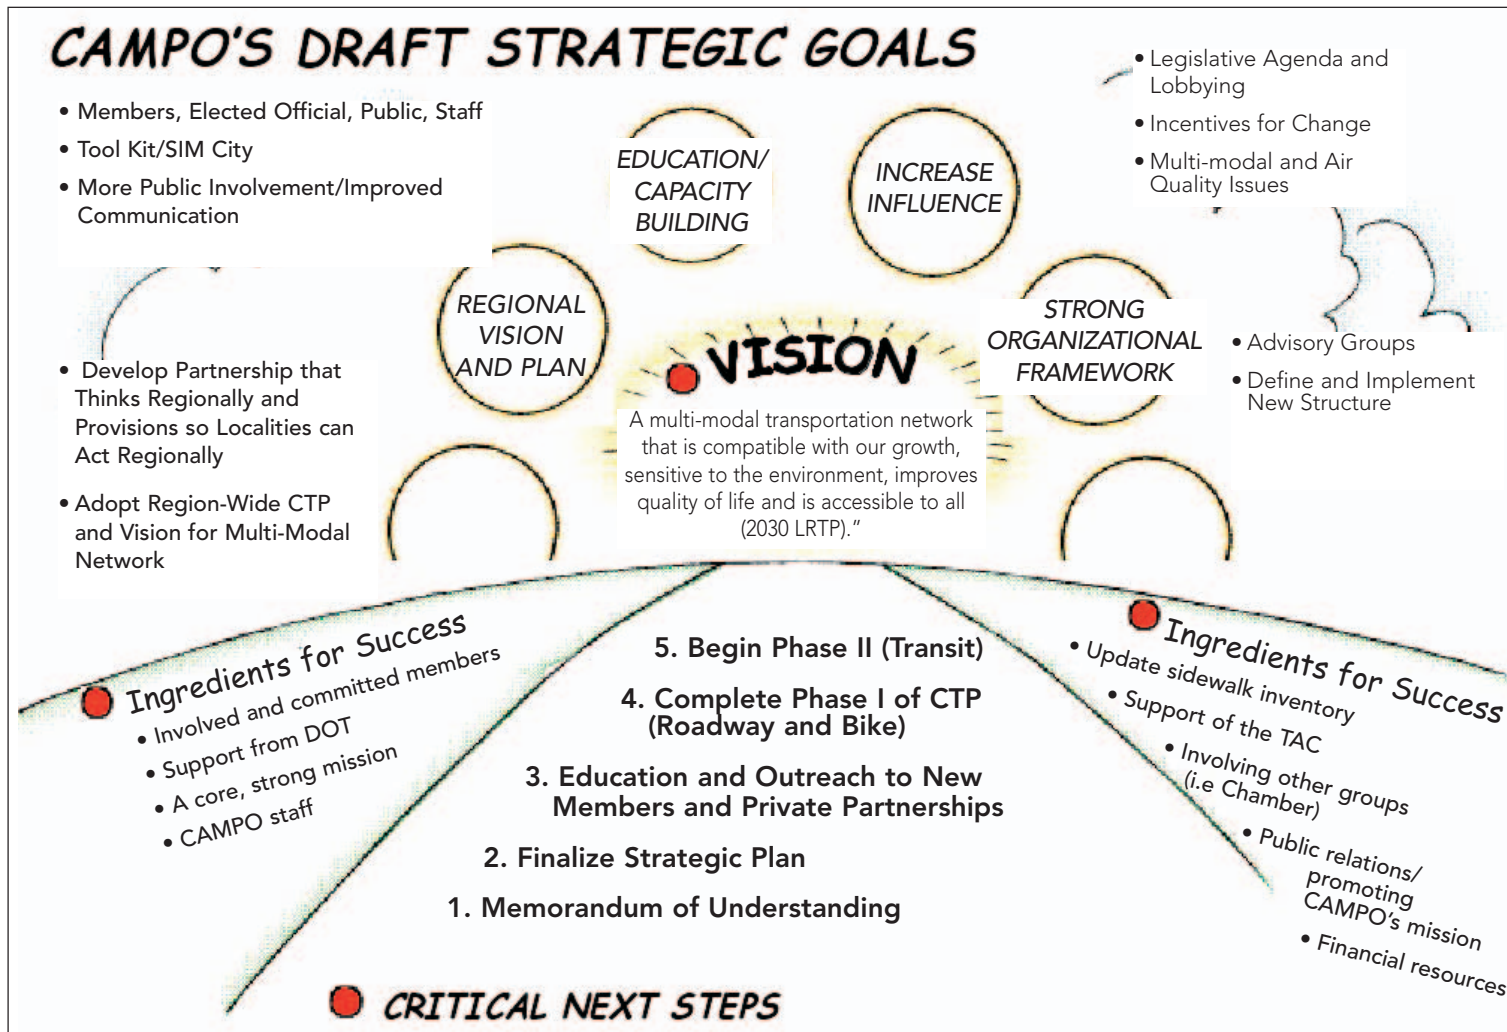 CAMPO'S DRAFT STRATEGIC GOALS
• Members, Elected Official, Public, Staff
• Tool Kit/SIM City
• More Public Involvement/Improved
Communication
EDUCATION/
CAPACITY
BUILDING
INCREASE
INFLUENCE
• Legislative Agenda and
Lobbying
• Incentives for Change
• Multi-modal and Air
Quality Issues
REGIONAL
VISION
AND PLAN
STRONG
ORGANIZATIONAL
FRAMEWORK
• Develop Partnership that
Thinks Regionally and
Provisions so Localities can
Act Regionally
• Adopt Region-Wide CTP
and Vision for Multi-Modal
Network
• Advisory Groups
• Define and Implement
New Structure
VISION
A multi-modal transportation network
that is compatible with our growth,
sensitive to the environment, improves
quality of life and is accessible to all
(2030 LRTP)."
Ingredients for Success
• Involved and committed members
• Support from DOT
• A core, strong mission
• CAMPO staff
5. Begin Phase II (Transit)
4. Complete Phase I of CTP
(Roadway and Bike)
3. Education and Outreach to New
Members and Private Partnerships
2. Finalize Strategic Plan
1. Memorandum of Understanding
Ingredients for Success
• Update sidewalk inventory
• Support of the TAC
• Involving other groups
(i.e Chamber)
• Public relations/
promoting
CAMPO's mission
• Financial resources
CRITICAL NEXT STEPS